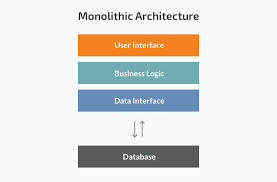 Monolithic Architecture
User Interface
Business Logic
Data Interface
Database